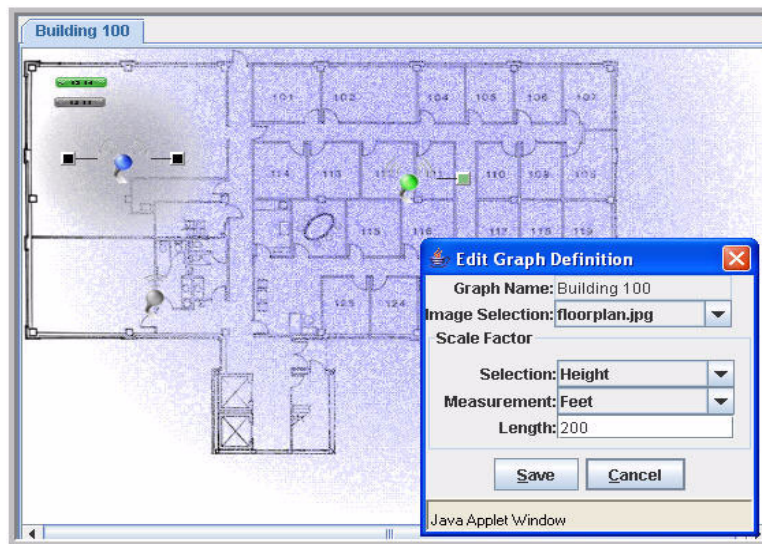 Building 100
101
102
104
105
106
107
114
113
111
110
109
108
115
116
117
118
119
123
124
Edit Graph Definition
Graph Name: Building 100
Image Selection: floorplan.jpg
Scale Factor
Selection: Height
Measurement: Feet
Length: 200
Save
Cancel
Java Applet Window